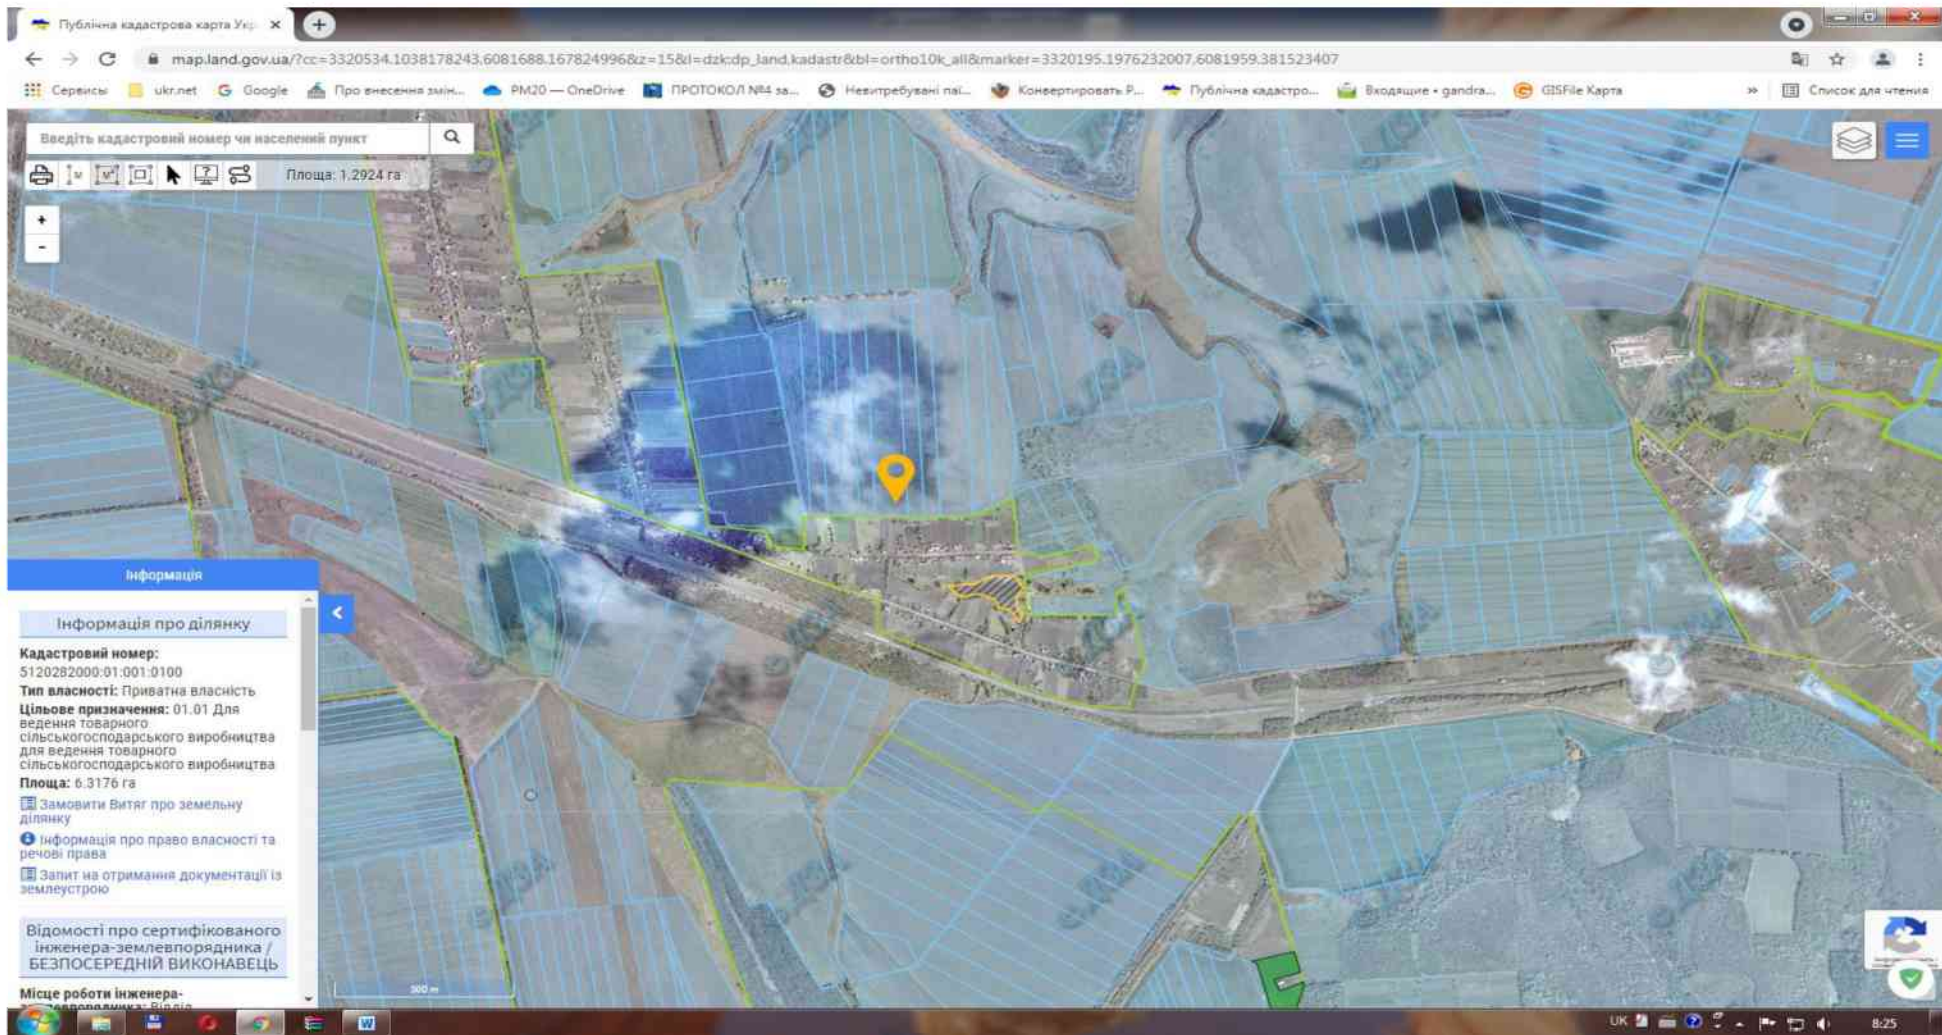 Публічна кадастрова карта Укр
map.land.gov.ua/?cc=3320534.1038178243,6081688.167824996&z=15&l=dzk:dp_land,kadastr&bl=ortho10k_all&marker=3320195.1976232007,6081959.381523407
Сервисы ukr.net Google Про внесення змін... PM20 — OneDrive ПРОТОКОЛ №4 за... Невитребувані паї... Конвертировать P... Публічна кадастро... Входящие • gandra... GISFile Карта » Список для чтения
Введіть кадастровий номер чи населений пункт
Площа: 1.2924 га
+
-
Інформація
Інформація про ділянку
Кадастровий номер:
5120282000:01:001:0100
Тип власності: Приватна власність
Цільове призначення: 01.01 Для
ведення товарного
сільськогосподарського виробництва
для ведення товарного
сільськогосподарського виробництва
Площа: 6.3176 га
Замовити Витяг про земельну
ділянку
Інформація про право власності та
речові права
Запит на отримання документації із
землеустрою
Відомості про сертифікованого
інженера-землевпорядника /
БЕЗПОСЕРЕДНІЙ ВИКОНАВЕЦЬ
Місце роботи інженера-
землевпорядника: Відділ
300 m
UK 8:25